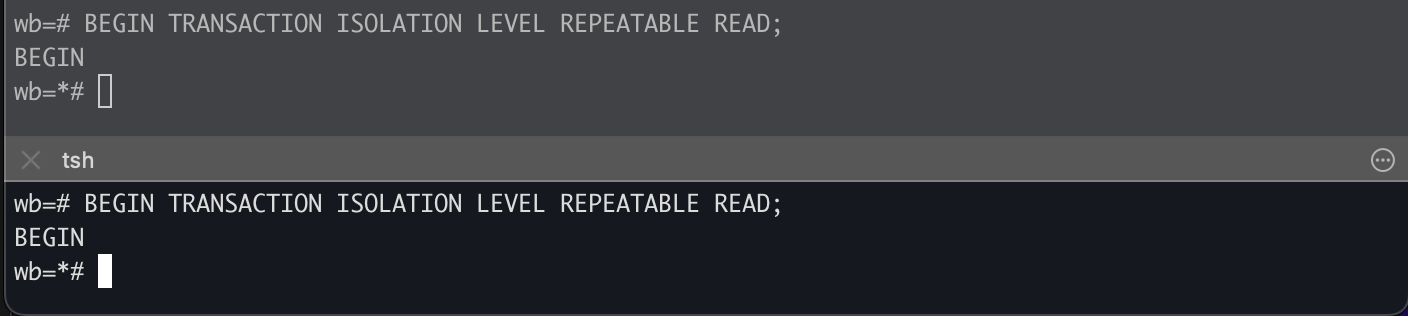 wb=# BEGIN TRANSACTION ISOLATION LEVEL REPEATABLE READ;
BEGIN
wb=*#
tsh
wb=# BEGIN TRANSACTION ISOLATION LEVEL REPEATABLE READ;
BEGIN
wb=*#